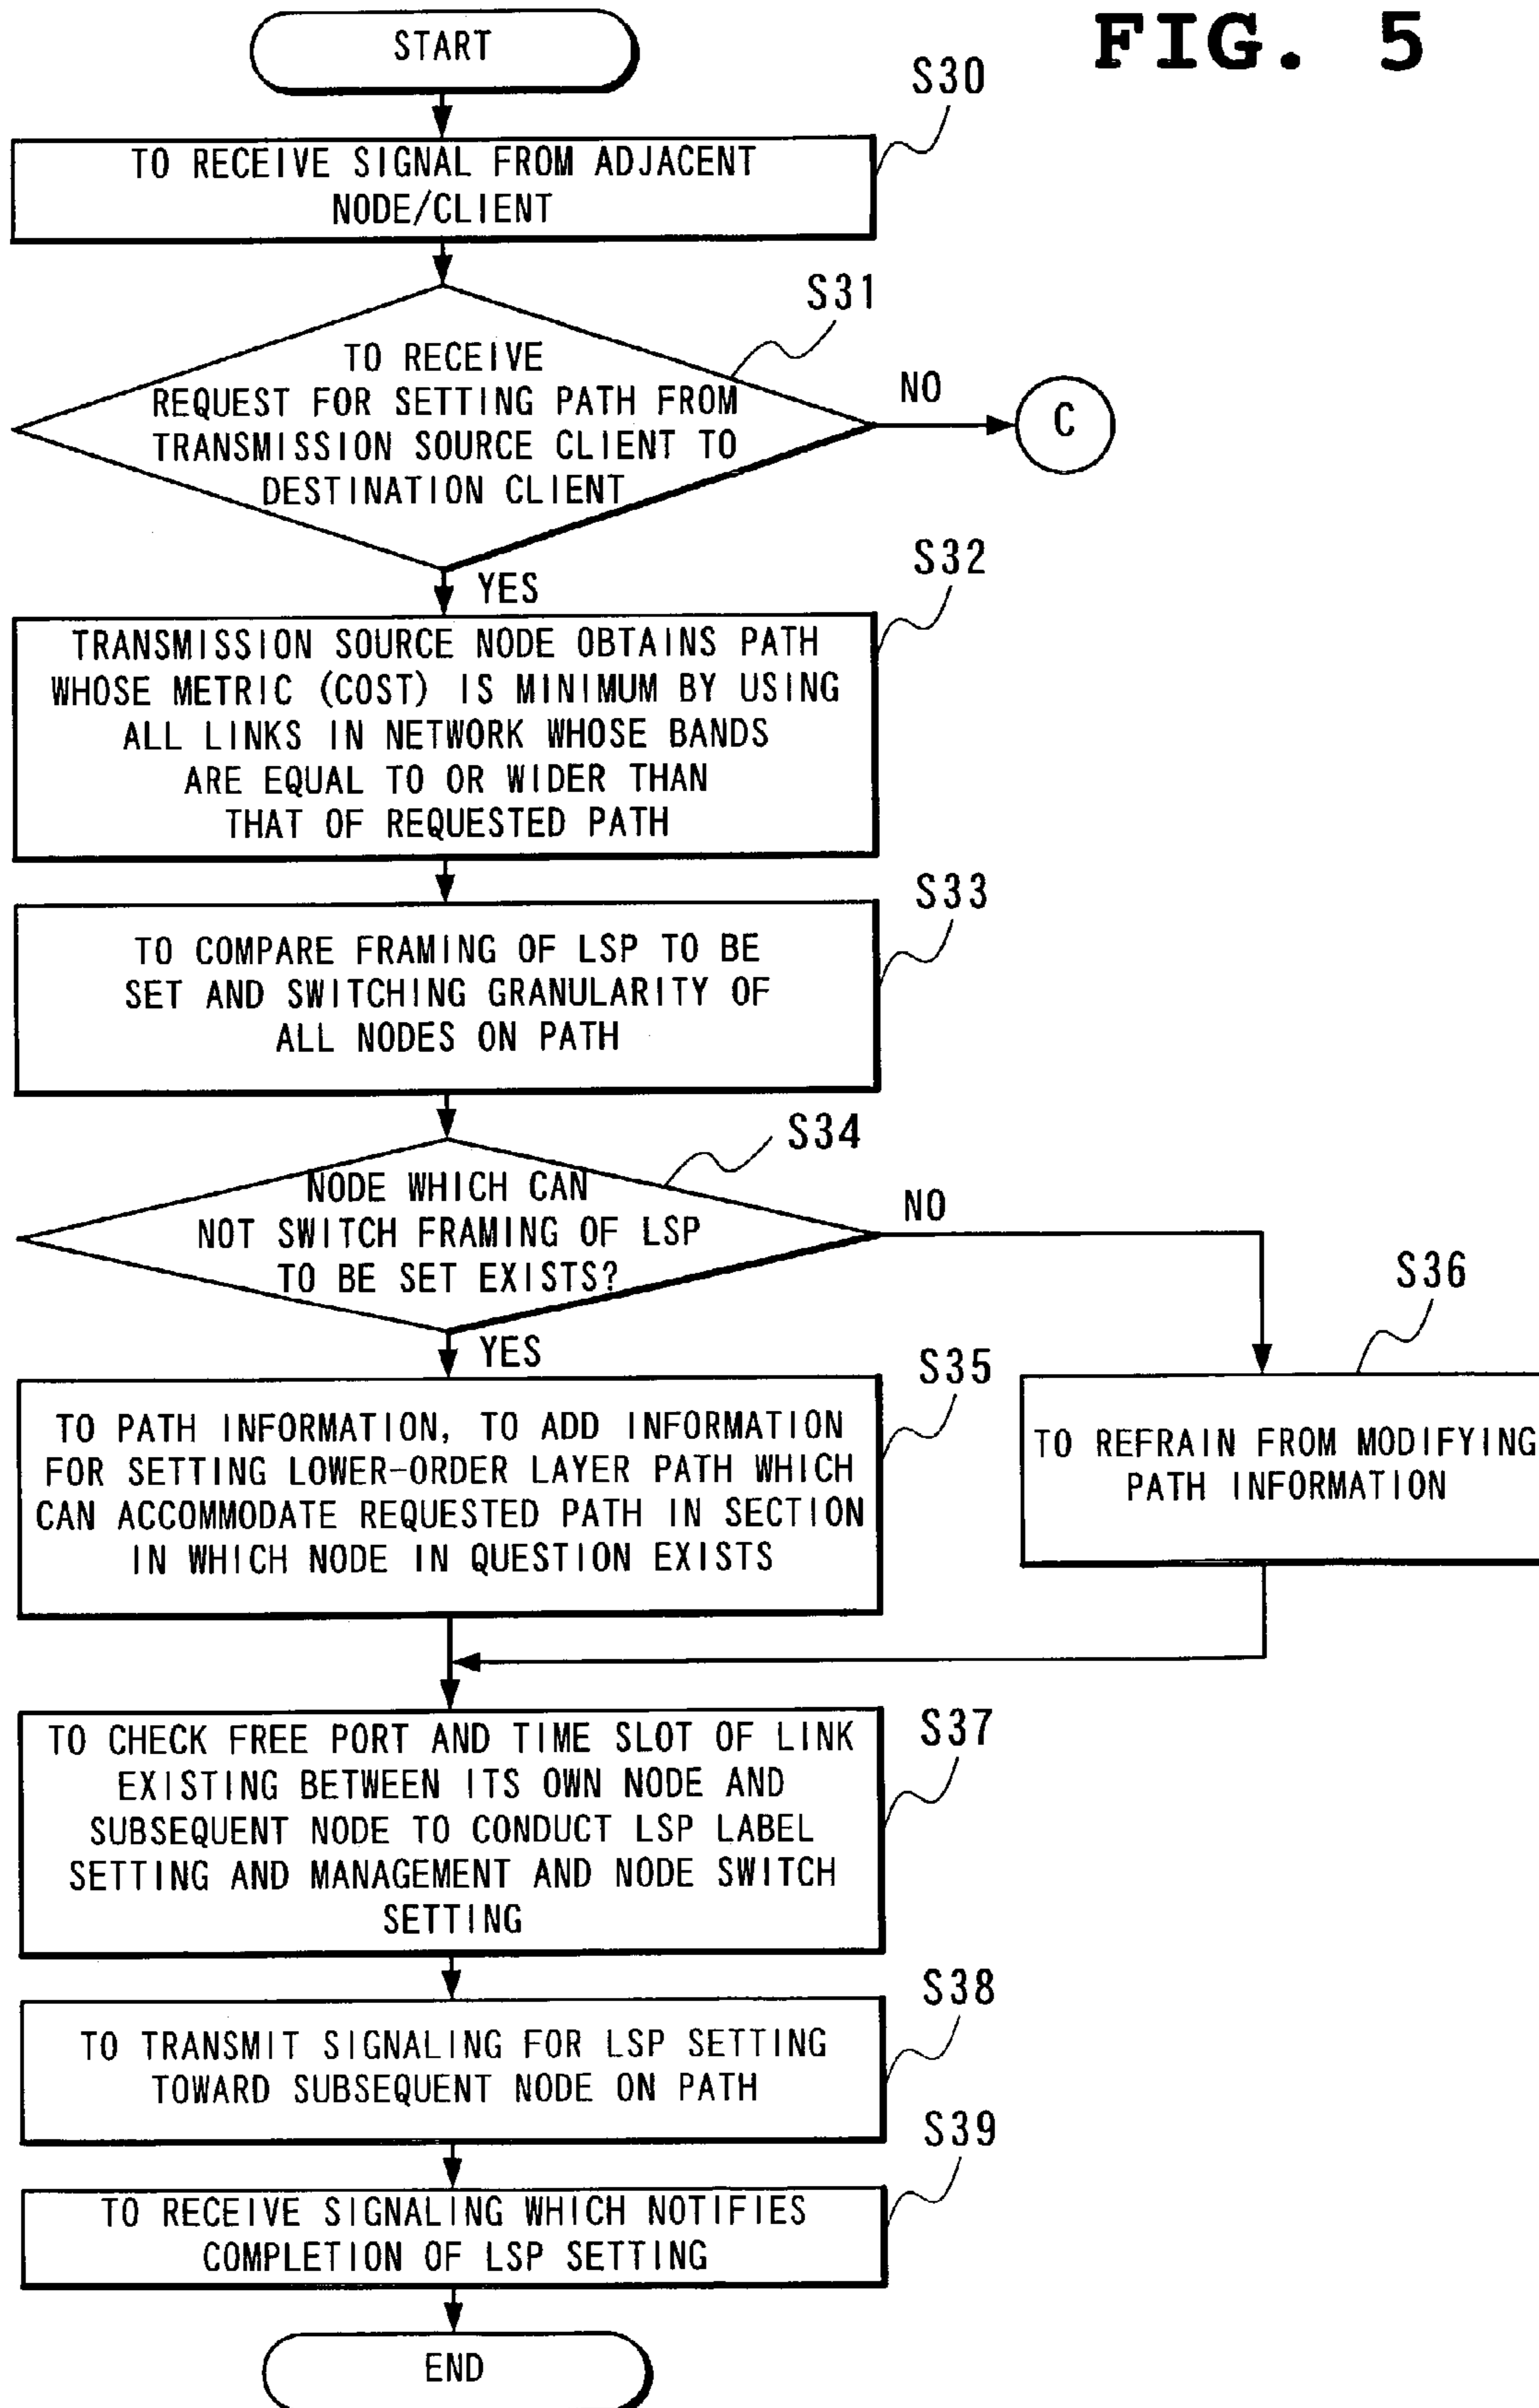 FIG. 5
START
S30
TO RECEIVE SIGNAL FROM ADJACENT
NODE/CLIENT
S31
TO RECEIVE
REQUEST FOR SETTING PATH FROM
TRANSMISSION SOURCE CLIENT TO
DESTINATION CLIENT
NO
C
YES
S32
TRANSMISSION SOURCE NODE OBTAINS PATH
WHOSE METRIC (COST) IS MINIMUM BY USING
ALL LINKS IN NETWORK WHOSE BANDS
ARE EQUAL TO OR WIDER THAN
THAT OF REQUESTED PATH
S33
TO COMPARE FRAMING OF LSP TO BE
SET AND SWITCHING GRANULARITY OF
ALL NODES ON PATH
S34
NODE WHICH CAN
NOT SWITCH FRAMING OF LSP
TO BE SET EXISTS?
NO
YES
S35
TO PATH INFORMATION, TO ADD INFORMATION
FOR SETTING LOWER-ORDER LAYER PATH WHICH
CAN ACCOMMODATE REQUESTED PATH IN SECTION
IN WHICH NODE IN QUESTION EXISTS
S36
TO REFRAIN FROM MODIFYING
PATH INFORMATION
S37
TO CHECK FREE PORT AND TIME SLOT OF LINK
EXISTING BETWEEN ITS OWN NODE AND
SUBSEQUENT NODE TO CONDUCT LSP LABEL
SETTING AND MANAGEMENT AND NODE SWITCH
SETTING
S38
TO TRANSMIT SIGNALING FOR LSP SETTING
TOWARD SUBSEQUENT NODE ON PATH
S39
TO RECEIVE SIGNALING WHICH NOTIFIES
COMPLETION OF LSP SETTING
END